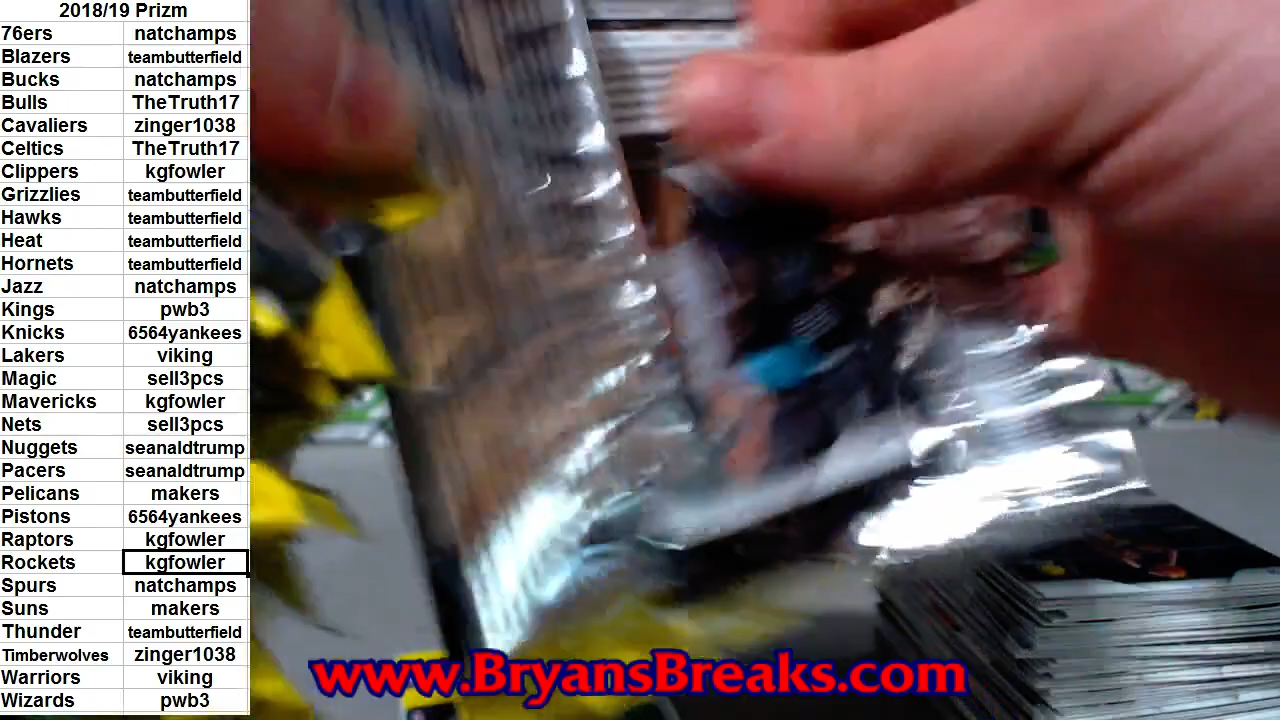 2018/19 Prizm
76ers natchamps
Blazers teambutterfield
Bucks natchamps
Bulls TheTruth17
Cavaliers zinger1038
Celtics TheTruth17
Clippers kgfowler
Grizzlies teambutterfield
Hawks teambutterfield
Heat teambutterfield
Hornets teambutterfield
Jazz natchamps
Kings pwb3
Knicks 6564yankees
Lakers viking
Magic sell3pcs
Mavericks kgfowler
Nets sell3pcs
Nuggets seanaldtrump
Pacers seanaldtrump
Pelicans makers
Pistons 6564yankees
Raptors kgfowler
Rockets kgfowler
Spurs natchamps
Suns makers
Thunder teambutterfield
Timberwolves zinger1038
Warriors viking
Wizards pwb3
www.BryansBreaks.com